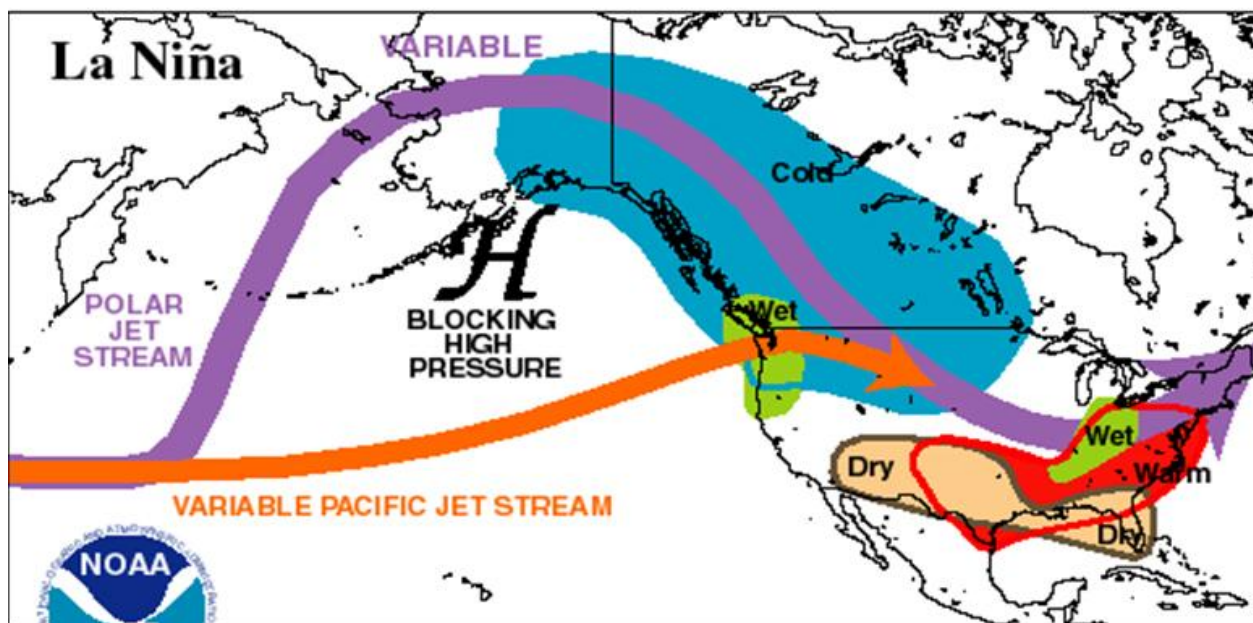 La Niña
VARIABLE
Cold
POLAR
JET
STREAM
H
BLOCKING
HIGH
PRESSURE
Wet
Wet
Warm
Dry
Dry
VARIABLE PACIFIC JET STREAM
NOAA